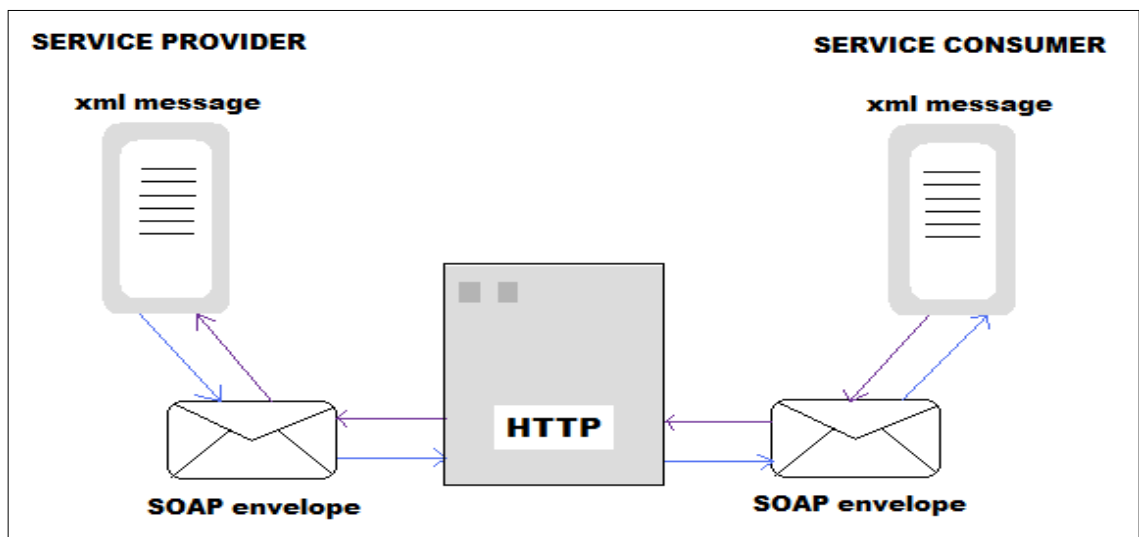 SERVICE PROVIDER
SERVICE CONSUMER
xml message
xml message
HTTP
SOAP envelope
SOAP envelope